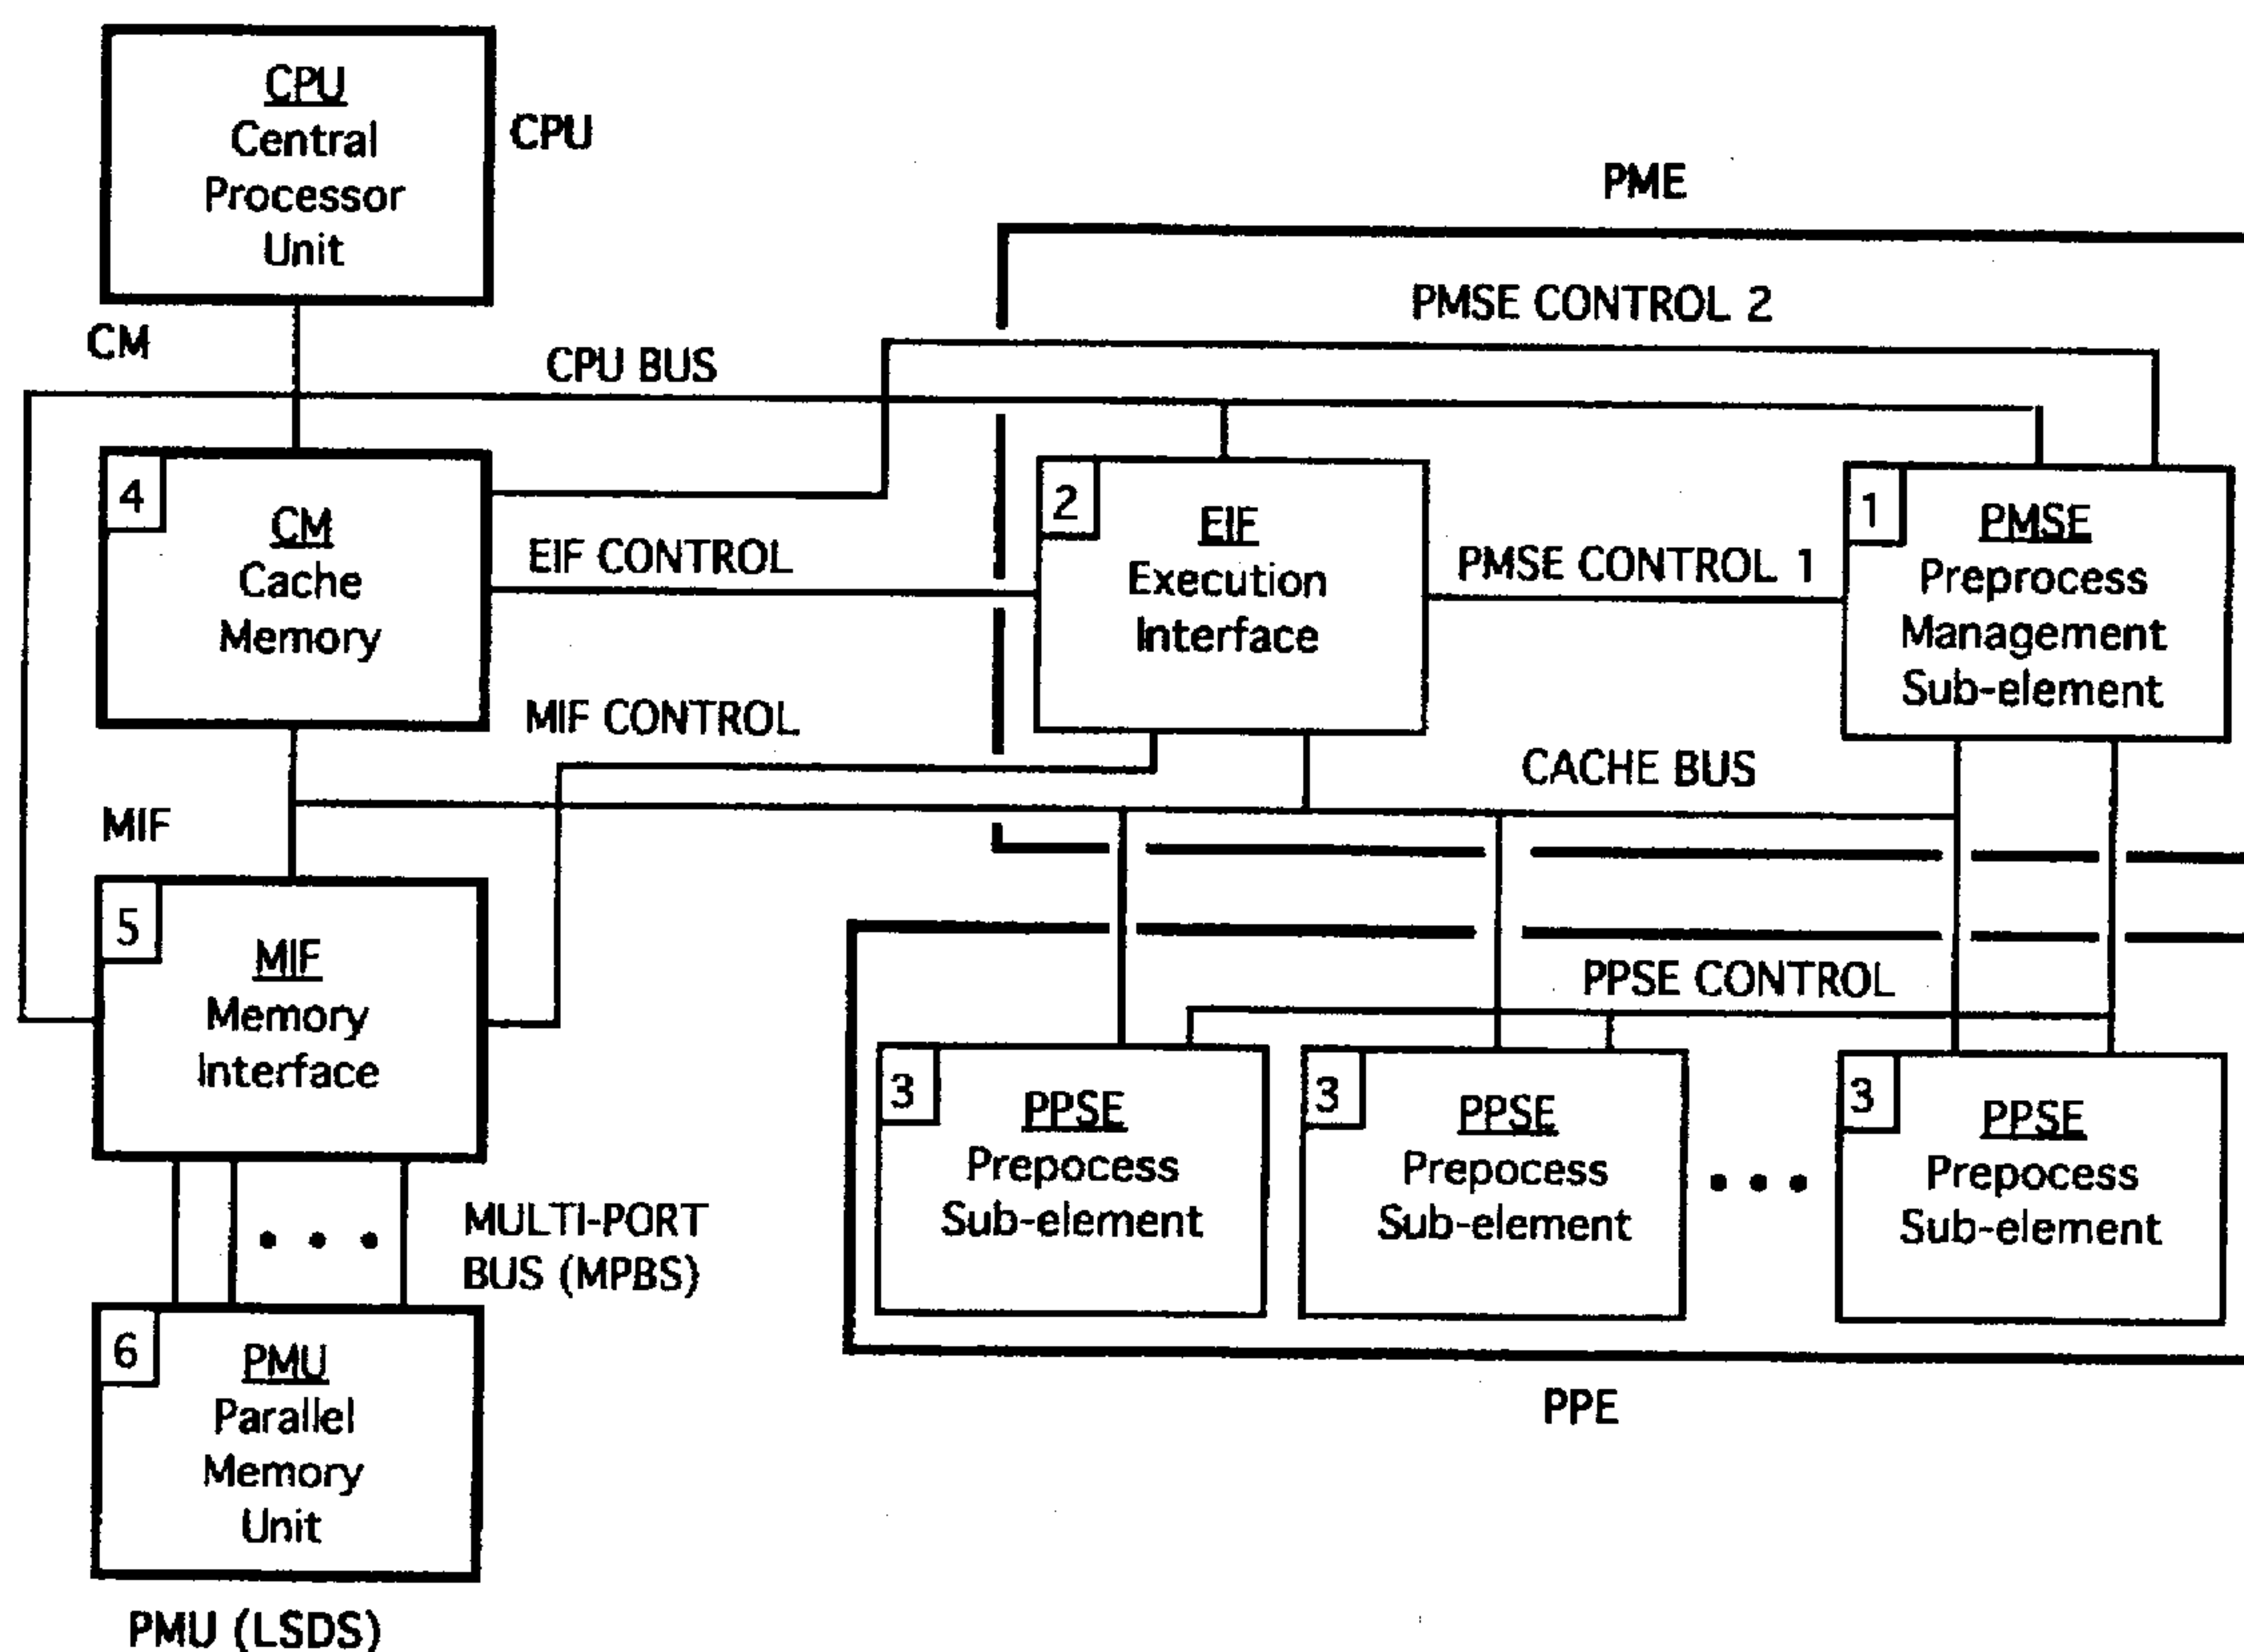 CPU
Central
Processor
Unit
CPU
PME
CM
CPU BUS
PMSE CONTROL 2
4
CM
Cache
Memory
EIF CONTROL
2
EIF
Execution
Interface
PMSE CONTROL 1
1
PMSE
Preprocess
Management
Sub-element
MIF CONTROL
CACHE BUS
MIF
5
MIF
Memory
Interface
PPSE CONTROL
3
PPSE
Prepocess
Sub-element
3
PPSE
Prepocess
Sub-element
• • •
3
PPSE
Prepocess
Sub-element
• • •
MULTI-PORT
BUS (MPBS)
6
PMU
Parallel
Memory
Unit
PPE
PMU (LSDS)